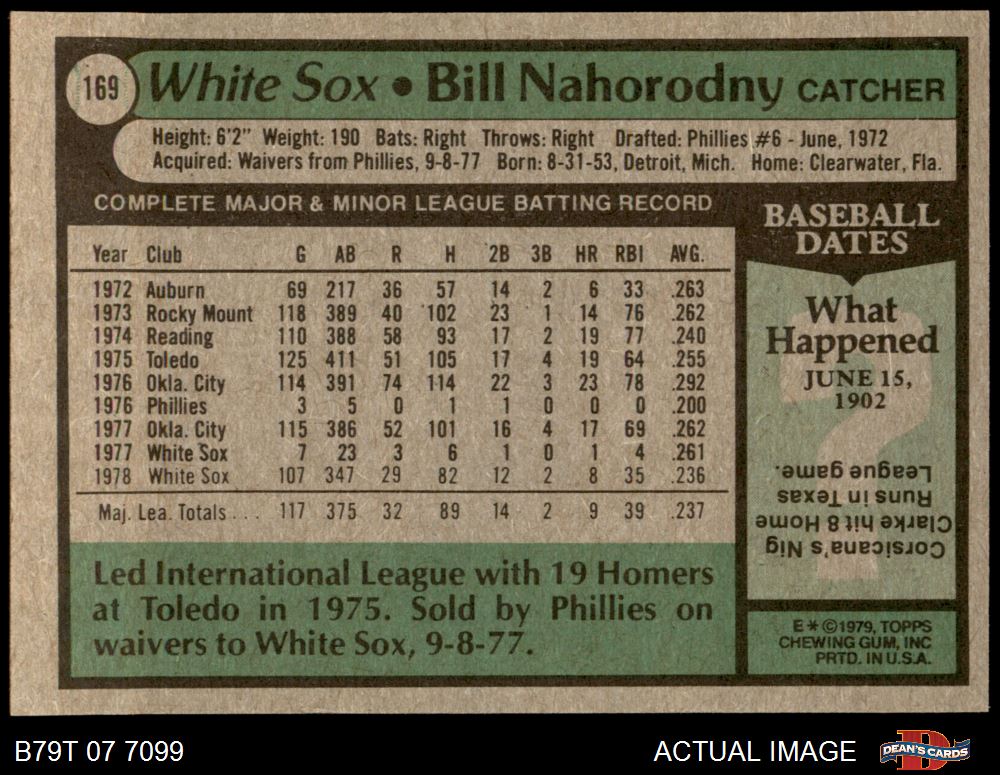 169 White Sox • Bill Nahorodny CATCHER
Height: 6'2" Weight: 190 Bats: Right Throws: Right Drafted: Phillies #6 - June, 1972
Acquired: Waivers from Phillies, 9-8-77 Born: 8-31-53, Detroit, Mich. Home: Clearwater, Fla.
COMPLETE MAJOR & MINOR LEAGUE BATTING RECORD
Year Club G AB R H 2B 3B HR RBI AVG.
1972 Auburn 69 217 36 57 14 2 6 33 .263
1973 Rocky Mount 118 389 40 102 23 1 14 76 .262
1974 Reading 110 388 58 93 17 2 19 77 .240
1975 Toledo 125 411 51 105 17 4 19 64 .255
1976 Okla. City 114 391 74 114 22 3 23 78 .292
1976 Phillies 3 5 0 1 1 0 0 0 .200
1977 Okla. City 115 386 52 101 16 4 17 69 .262
1977 White Sox 7 23 3 6 1 0 1 4 .261
1978 White Sox 107 347 29 82 12 2 8 35 .236
Maj. Lea. Totals . . . 117 375 32 89 14 2 9 39 .237
Led International League with 19 Homers
at Toledo in 1975. Sold by Phillies on
waivers to White Sox, 9-8-77.
BASEBALL
DATES
What
Happened
JUNE 15,
1902
?
Corsicana's Nig
Clarke hit 8 Home
Runs in Texas
League game.
E*©1979, TOPPS
CHEWING GUM, INC
PRTD. IN U.S.A.
B79T 07 7099
ACTUAL IMAGE
D
DEAN'S CARDS